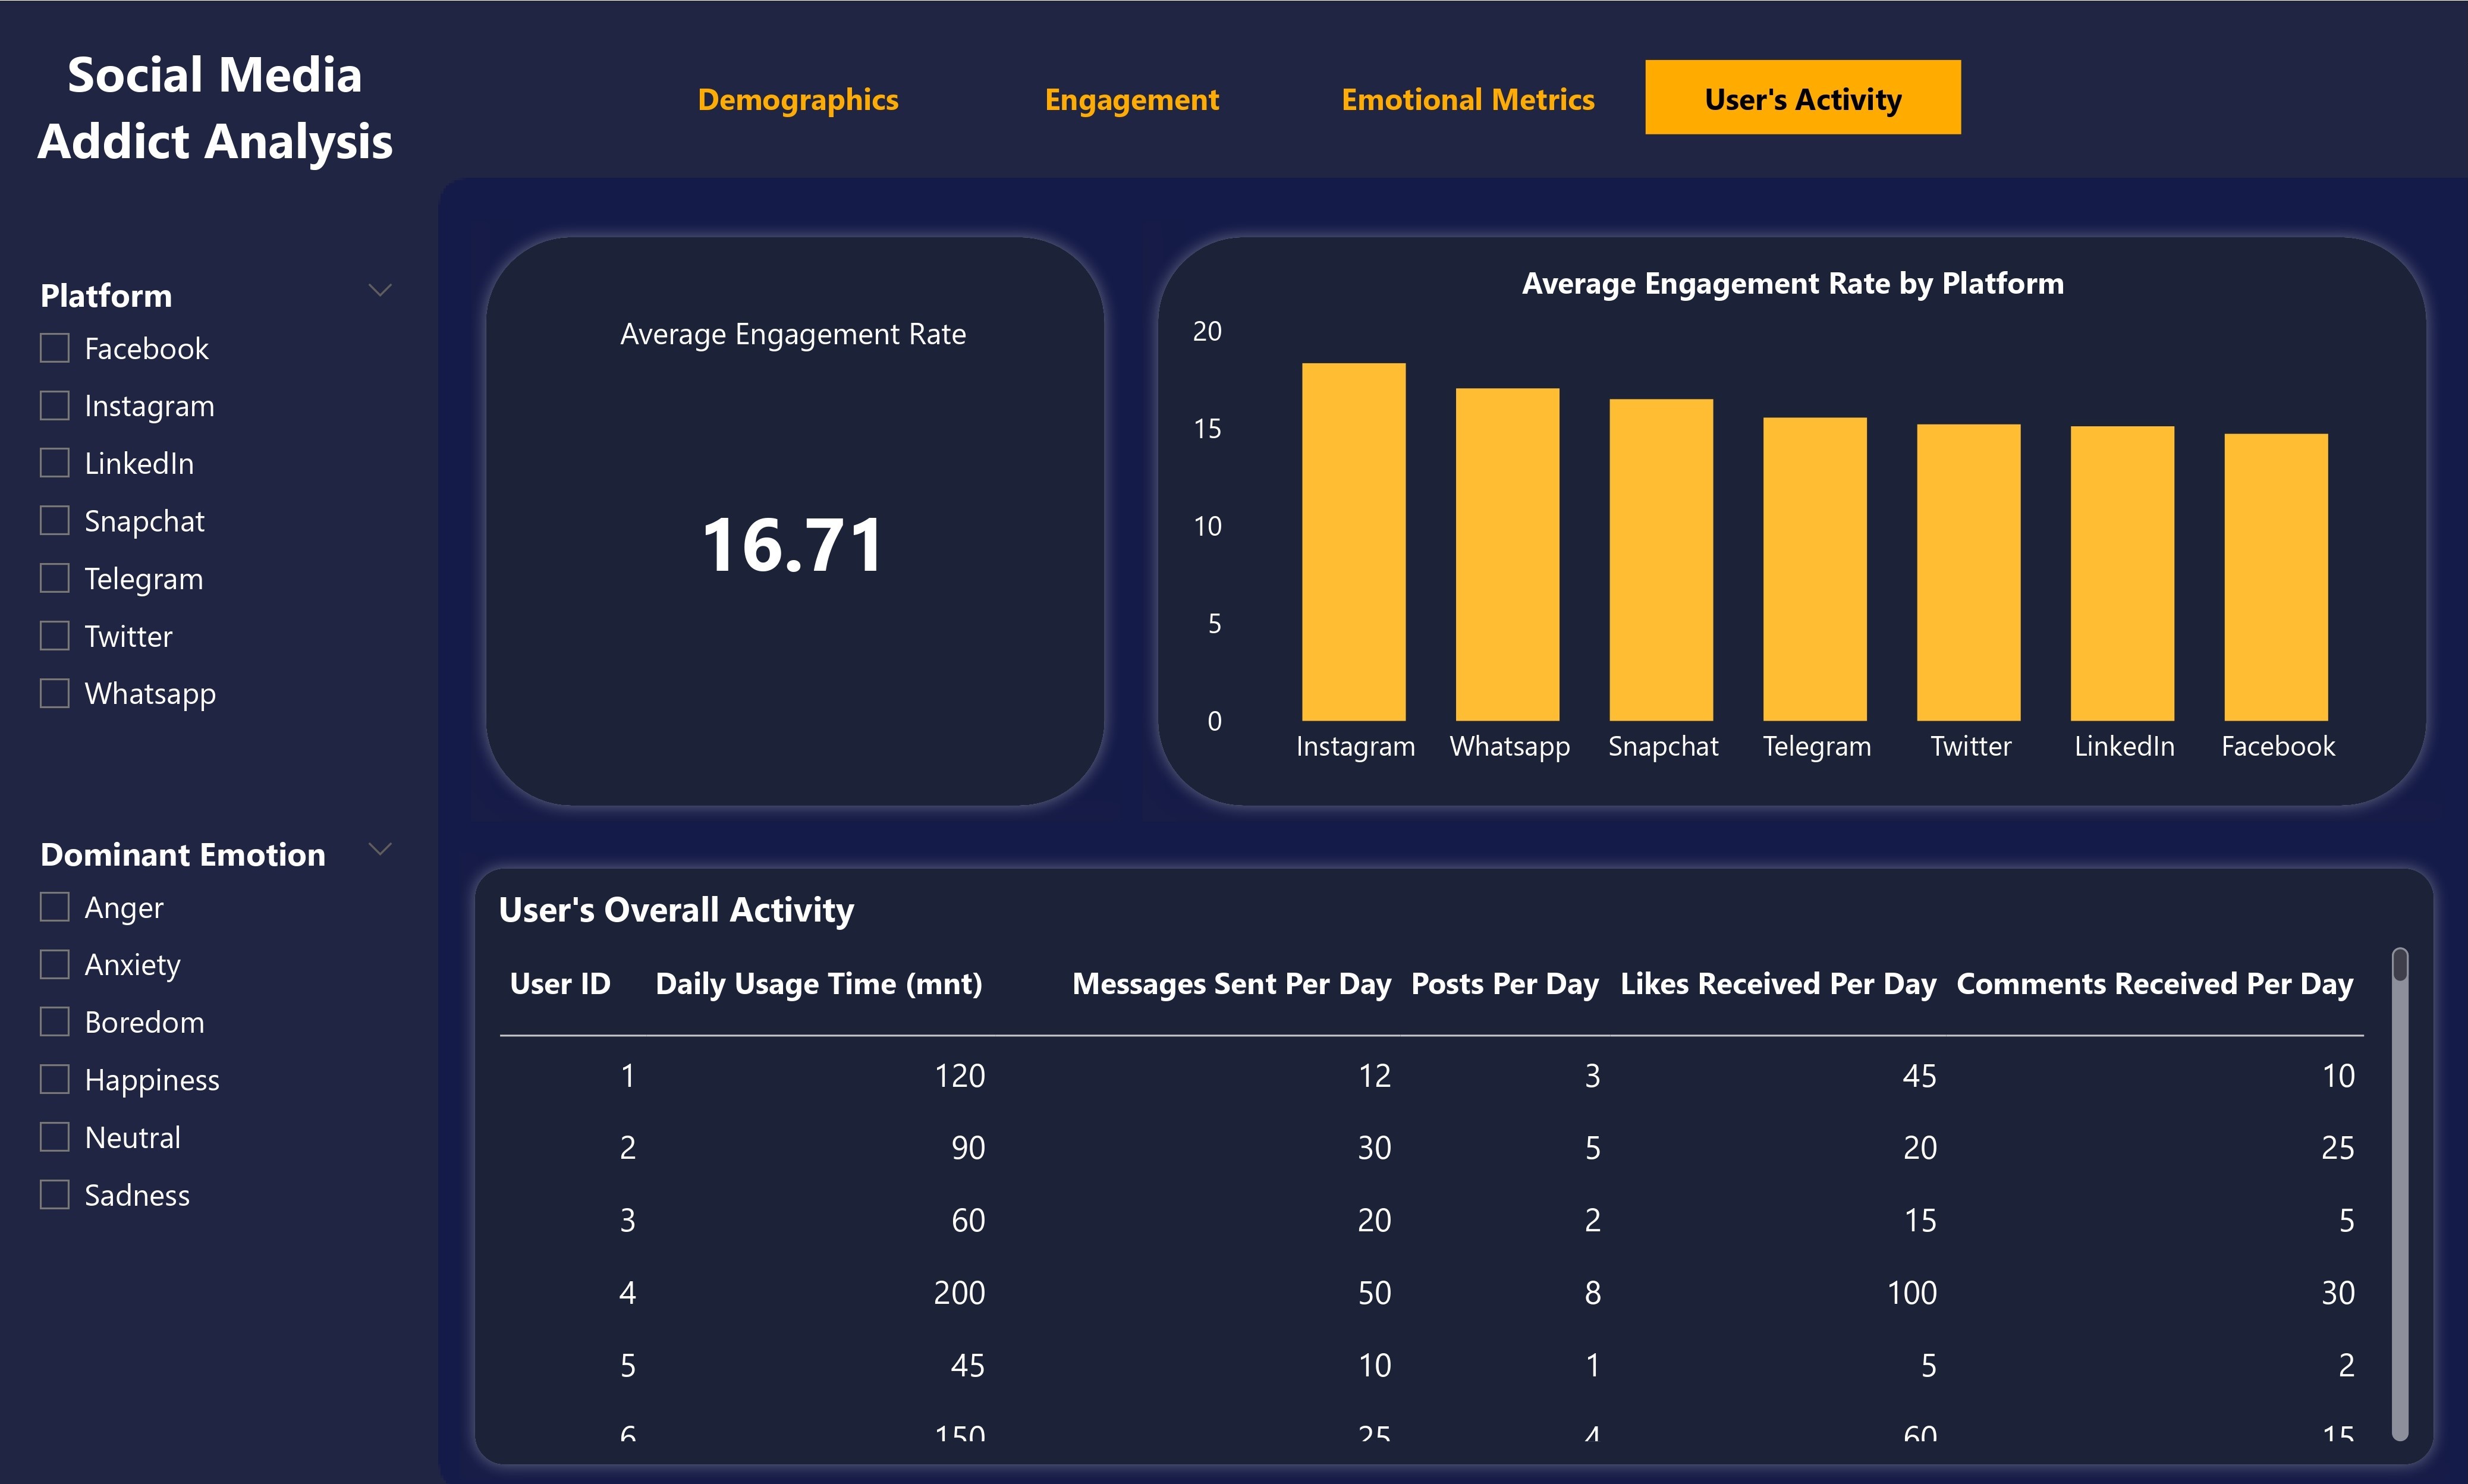 Social Media
Addict Analysis
Demographics
Engagement
Emotional Metrics
User's Activity
Platform
Facebook
Instagram
LinkedIn
Snapchat
Telegram
Twitter
Whatsapp
Dominant Emotion
Anger
Anxiety
Boredom
Happiness
Neutral
Sadness
Average Engagement Rate
16.71
Average Engagement Rate by Platform
20
15
10
5
0
Instagram Whatsapp Snapchat Telegram Twitter LinkedIn Facebook
User's Overall Activity
User ID Daily Usage Time (mnt) Messages Sent Per Day Posts Per Day Likes Received Per Day Comments Received Per Day
1 120 12 3 45 10
2 90 30 5 20 25
3 60 20 2 15 5
4 200 50 8 100 30
5 45 10 1 5 2
6 150 25 4 60 15